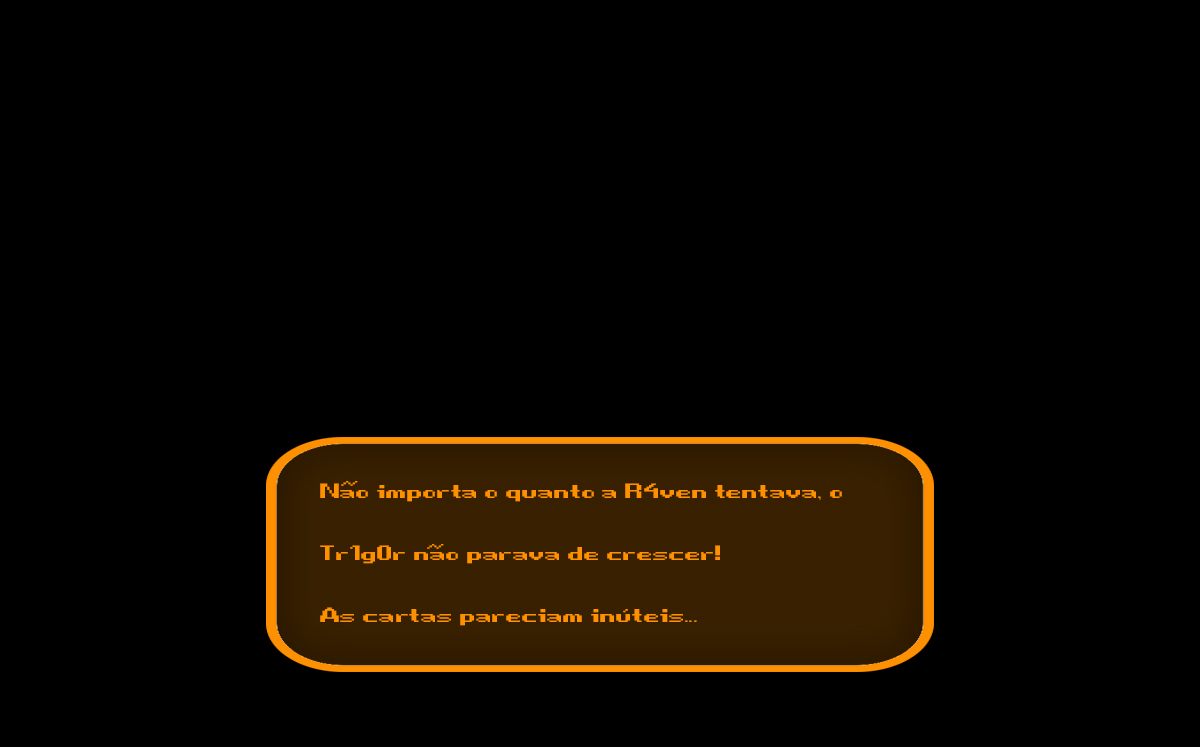 Não importa o quanto a R4ven tentava, o
Tr1g0r não parava de crescer!
As cartas pareciam inúteis...